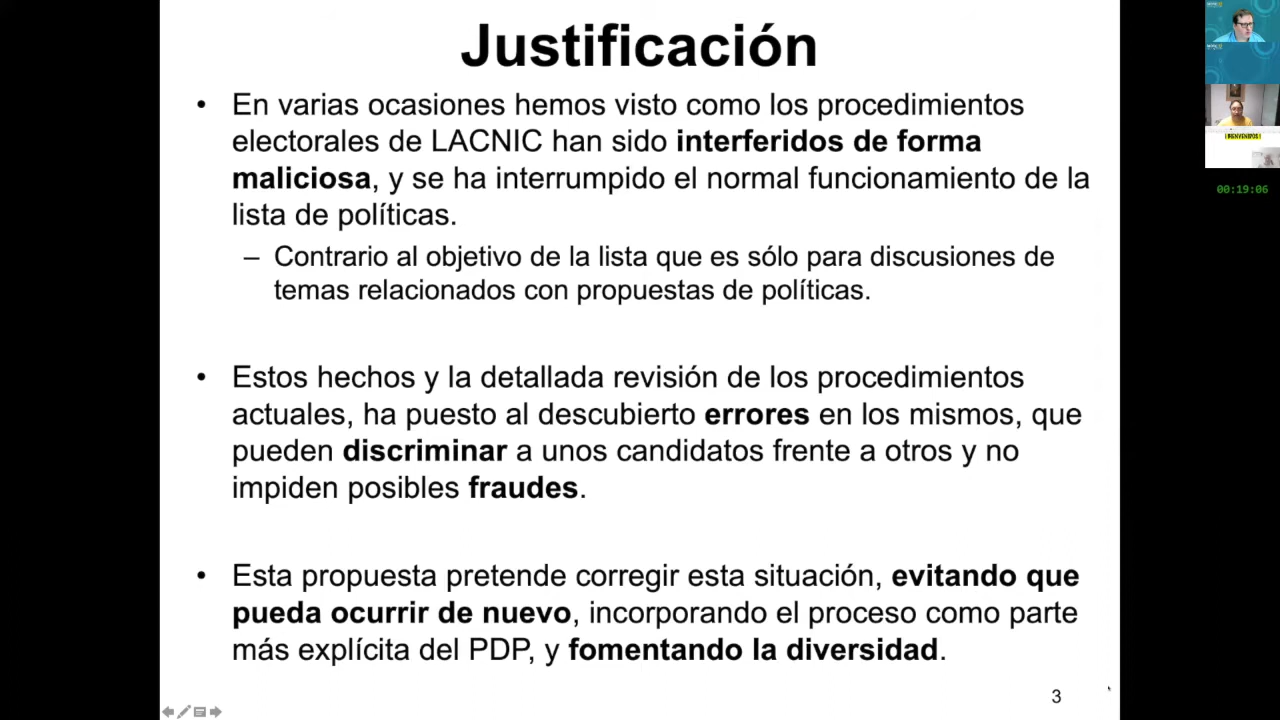 Justificación
• En varias ocasiones hemos visto como los procedimientos
electorales de LACNIC han sido interferidos de forma
maliciosa, y se ha interrumpido el normal funcionamiento de la
lista de políticas.
– Contrario al objetivo de la lista que es sólo para discusiones de
temas relacionados con propuestas de políticas.
• Estos hechos y la detallada revisión de los procedimientos
actuales, ha puesto al descubierto errores en los mismos, que
pueden discriminar a unos candidatos frente a otros y no
impiden posibles fraudes.
• Esta propuesta pretende corregir esta situación, evitando que
pueda ocurrir de nuevo, incorporando el proceso como parte
más explícita del PDP, y fomentando la diversidad.
3
¡BIENVENIDOS!
00:19:06